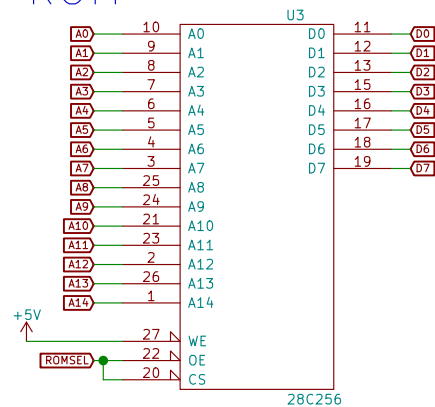 ROM
U3
A0 10 A0 D0 11 D0
A1 9 A1 D1 12 D1
A2 8 A2 D2 13 D2
A3 7 A3 D3 15 D3
A4 6 A4 D4 16 D4
A5 5 A5 D5 17 D5
A6 4 A6 D6 18 D6
A7 3 A7 D7 19 D7
A8 25 A8
A9 24 A9
A10 21 A10
A11 23 A11
A12 2 A12
A13 26 A13
A14 1 A14
+5V
27 WE
ROMSEL 22 OE
20 CS
28C256